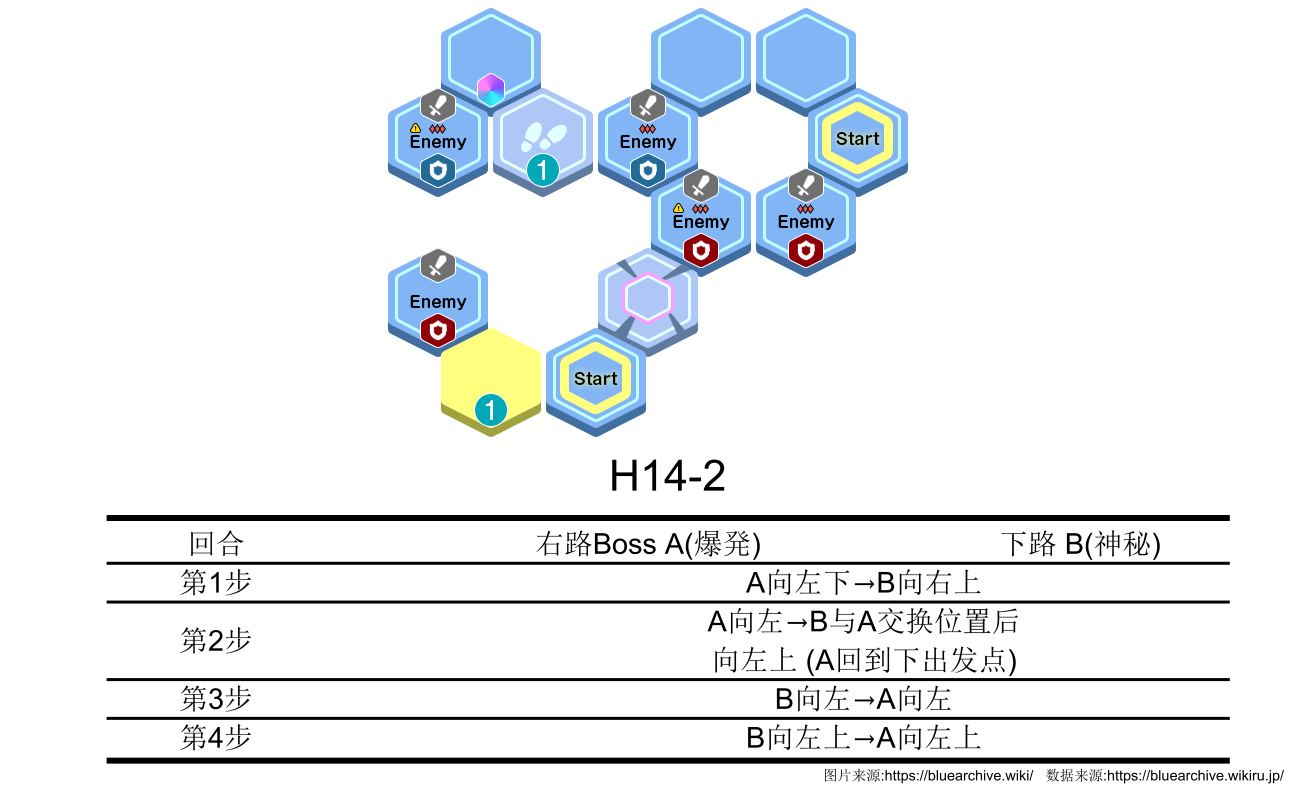 Enemy
1
Enemy
Start
Enemy
Enemy
Enemy
Start
1
H14-2
回合 右路Boss A(爆発) 下路 B(神秘)
第1步 A向左下→B向右上
第2步 A向左→B与A交换位置后
向左上 (A回到下出发点)
第3步 B向左→A向左
第4步 B向左上→A向左上
图片来源:https://bluearchive.wiki/ 数据来源:https://bluearchive.wikiru.jp/